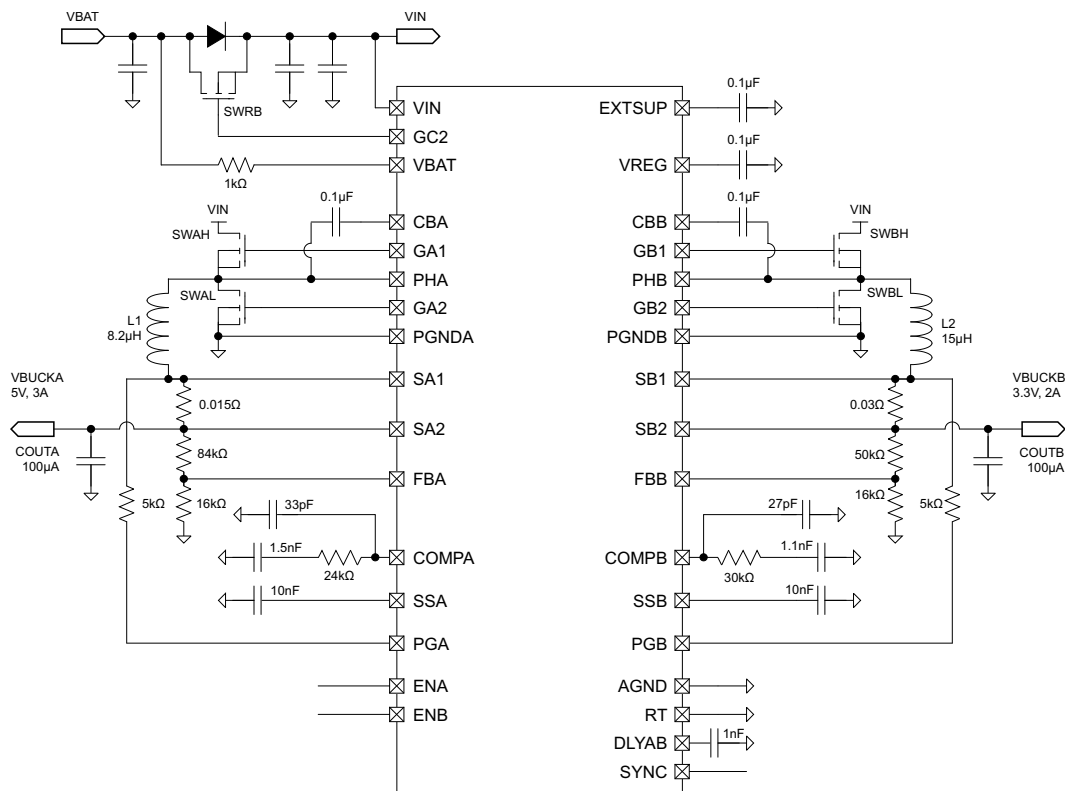 VBAT
VIN
SWRB
1kΩ
VIN
GC2
VBAT
0.1µF
CBA
VIN
SWAH
GA1
PHA
SWAL
GA2
PGNDA
L1
8.2µH
SA1
VBUCKA
5V, 3A
0.015Ω
SA2
COUTA
100µA
84kΩ
FBA
5kΩ
16kΩ
33pF
1.5nF
24kΩ
COMPA
10nF
SSA
PGA
ENA
ENB
EXTSUP
0.1µF
VREG
0.1µF
CBB
0.1µF
VIN
SWBH
GB1
PHB
SWBL
GB2
PGNDB
L2
15µH
SB1
VBUCKB
3.3V, 2A
0.03Ω
SB2
COUTB
100µA
50kΩ
FBB
16kΩ
5kΩ
27pF
COMPB
1.1nF
30kΩ
10nF
SSB
PGB
AGND
RT
DLYAB
1nF
SYNC